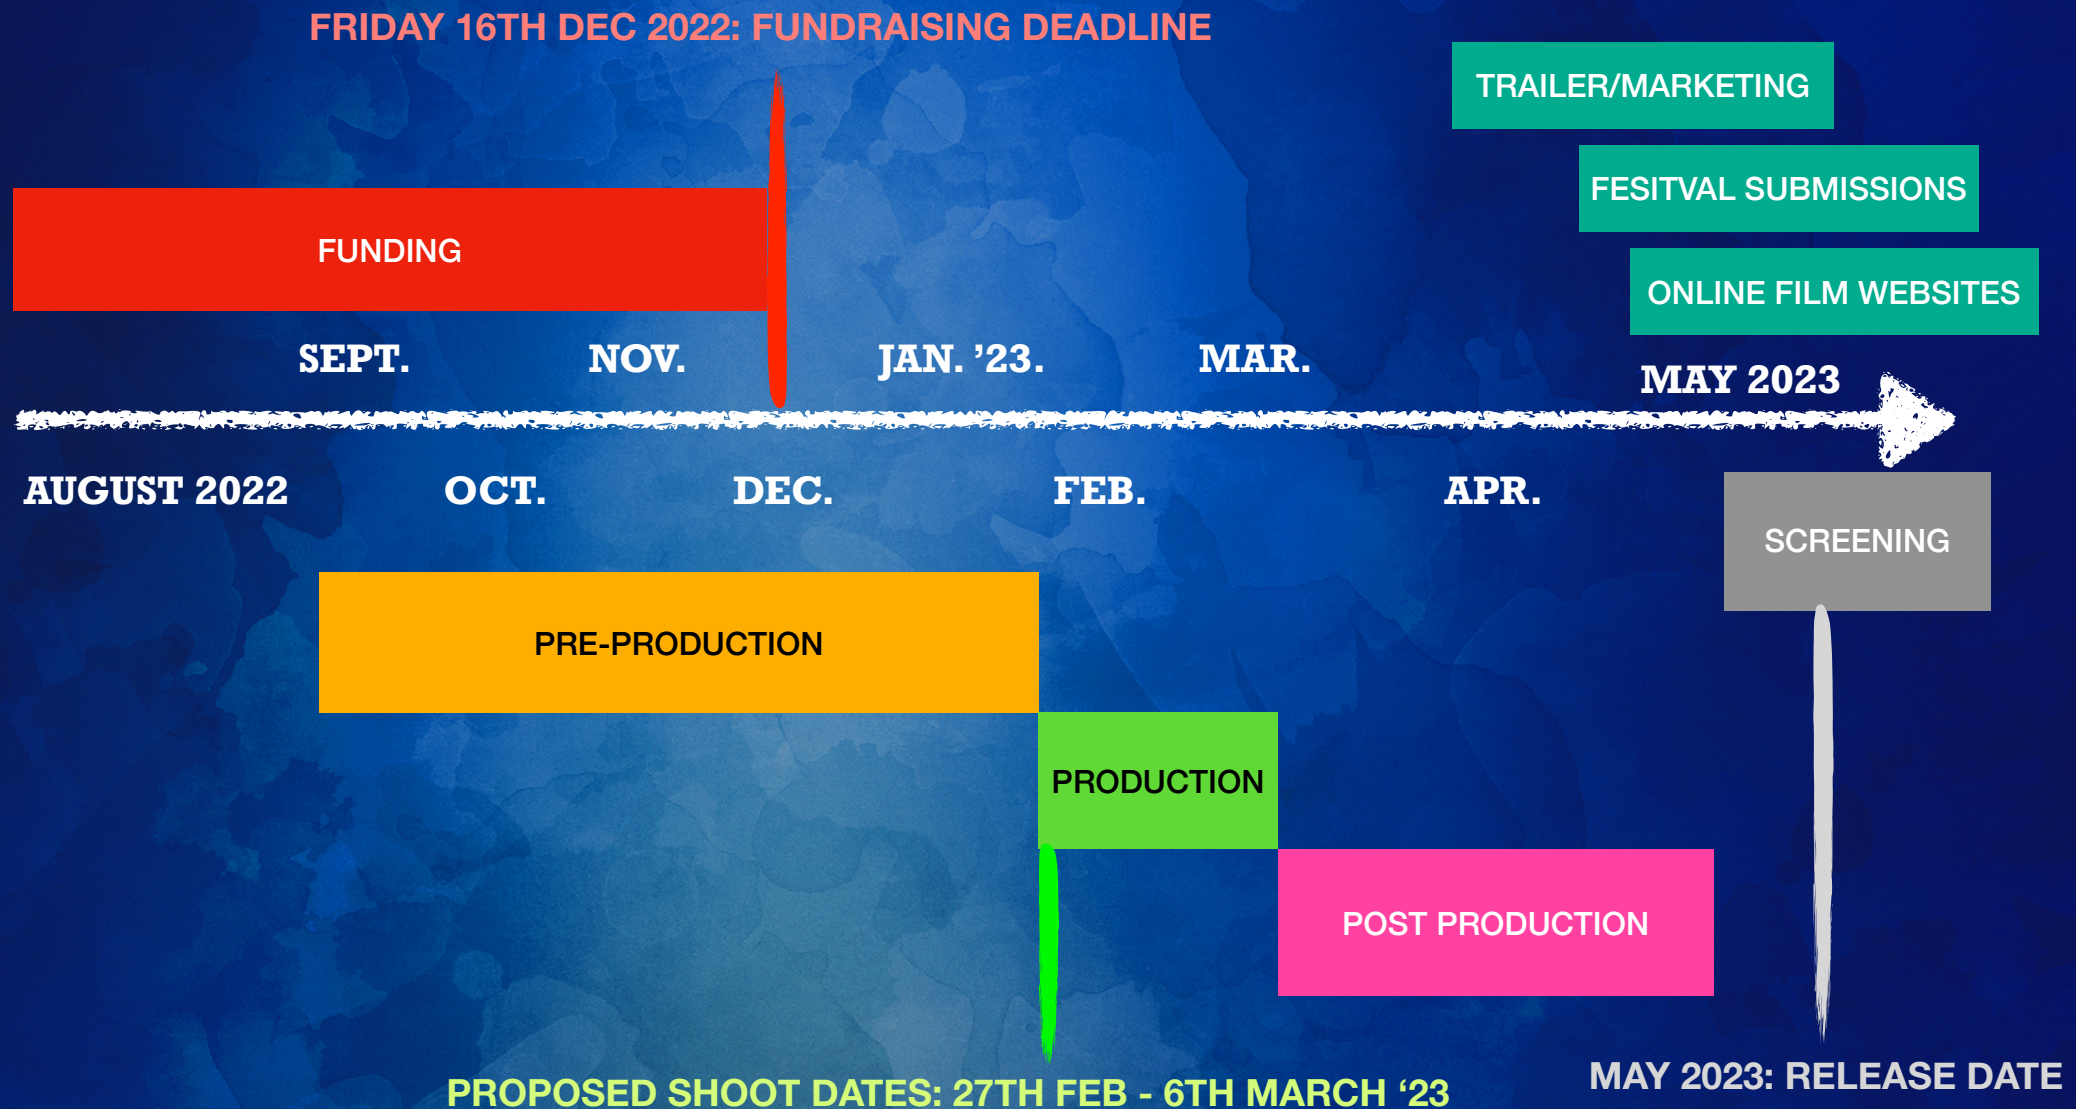 FRIDAY 16TH DEC 2022: FUNDRAISING DEADLINE
TRAILER/MARKETING
FESITVAL SUBMISSIONS
FUNDING
ONLINE FILM WEBSITES
SEPT.
NOV.
JAN. ’23.
MAR.
MAY 2023
AUGUST 2022
OCT.
DEC.
FEB.
APR.
SCREENING
PRE-PRODUCTION
PRODUCTION
POST PRODUCTION
MAY 2023: RELEASE DATE
PROPOSED SHOOT DATES: 27TH FEB - 6TH MARCH ‘23